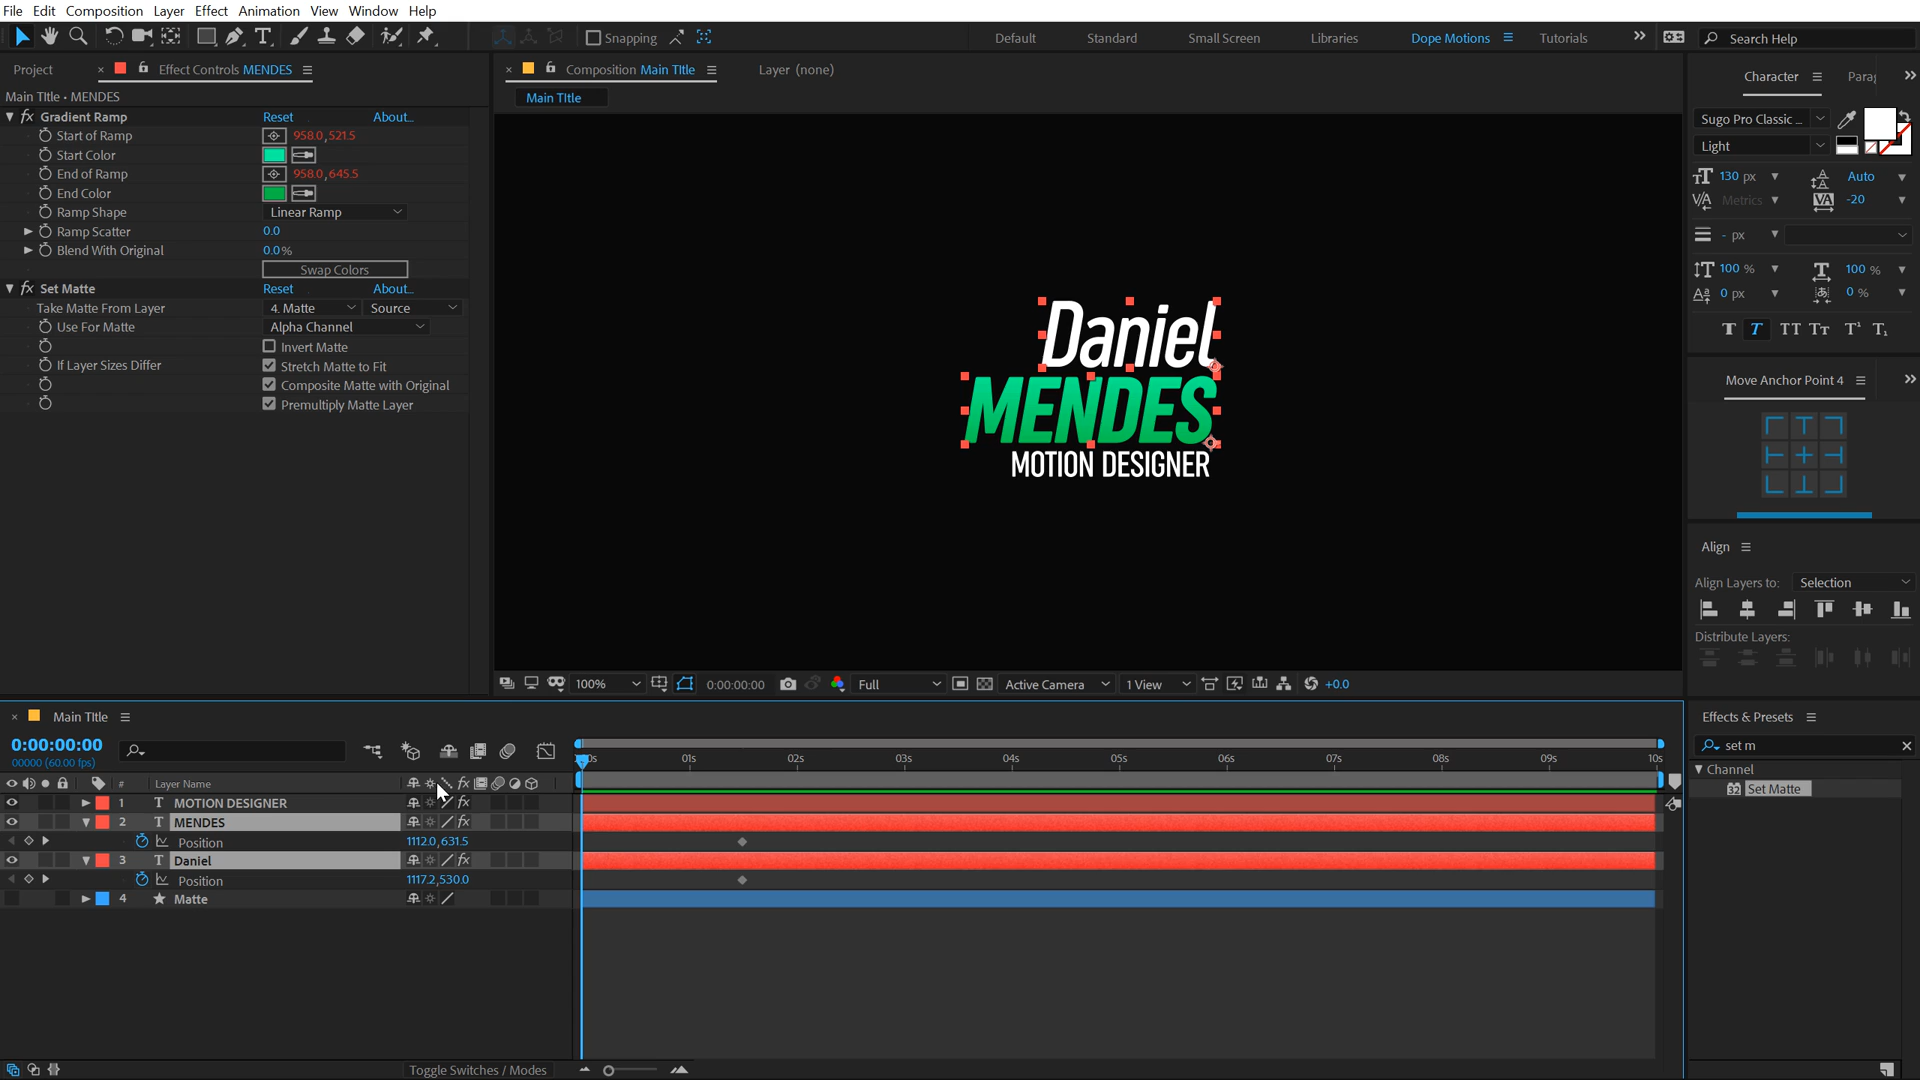 File Edit Composition Layer Effect Animation View Window Help
Snapping Default Standard Small Screen Libraries Dope Motions Tutorials Search Help
Project Effect Controls MENDES Composition Main TItle Layer (none) Character
Main TItle • MENDES
Main TItle
Gradient Ramp Reset About...
Start of Ramp 958.0,521.5
Start Color
End of Ramp 958.0,645.5
End Color
Ramp Shape Linear Ramp
Ramp Scatter 0.0
Blend With Original 0.0%
Swap Colors
Set Matte Reset About...
Take Matte From Layer 4. Matte Source
Use For Matte Alpha Channel
Invert Matte
If Layer Sizes Differ Stretch Matte to Fit
Composite Matte with Original
Premultiply Matte Layer
Daniel
MENDES
MOTION DESIGNER
Sugo Pro Classic ...
Light
130 px Auto
Metrics -20
- px
100 % 100 %
0 px 0 %
Move Anchor Point 4
Align
Align Layers to: Selection
Distribute Layers:
100% 0:00:00:00 Full Active Camera 1 View +0.0
Main TItle
0:00:00:00
00000 (60.00 fps)
01s 02s 03s 04s 05s 06s 07s 08s 09s 10s
# Layer Name
1 MOTION DESIGNER
2 MENDES
Position 1112.0,631.5
3 Daniel
Position 1117.2,530.0
4 Matte
Toggle Switches / Modes
Effects & Presets
set m
Channel
32 Set Matte